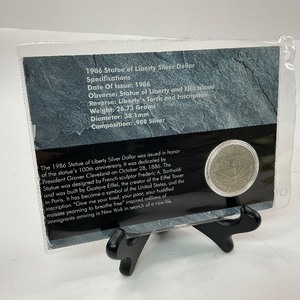 1986 Statue of Liberty Silver Dollar
Specifications
Date Of Issue: 1986
Obverse: Statue of Liberty and Ellis Island
Reverse: Liberty's Torch and Inscription
Weight: 26.73 Grams
Diameter: 38.1mm
Composition: .900 Silver
The 1986 Statue of Liberty Silver Dollar was issued in honor
of the statue's 100th anniversary. It was dedicated by
President Grover Cleveland on October 28, 1886. The
Statue was designed by French sculptor Frederic A. Bartholdi
and was built by Gustave Eiffel, the creator of the Eiffel Tower
in Paris. It has become a symbol of the United States, and the
inscription "Give me your tired, your poor, your huddled
masses yearning to breathe free" inspired millions of
immigrants arriving in New York in search of a new life.